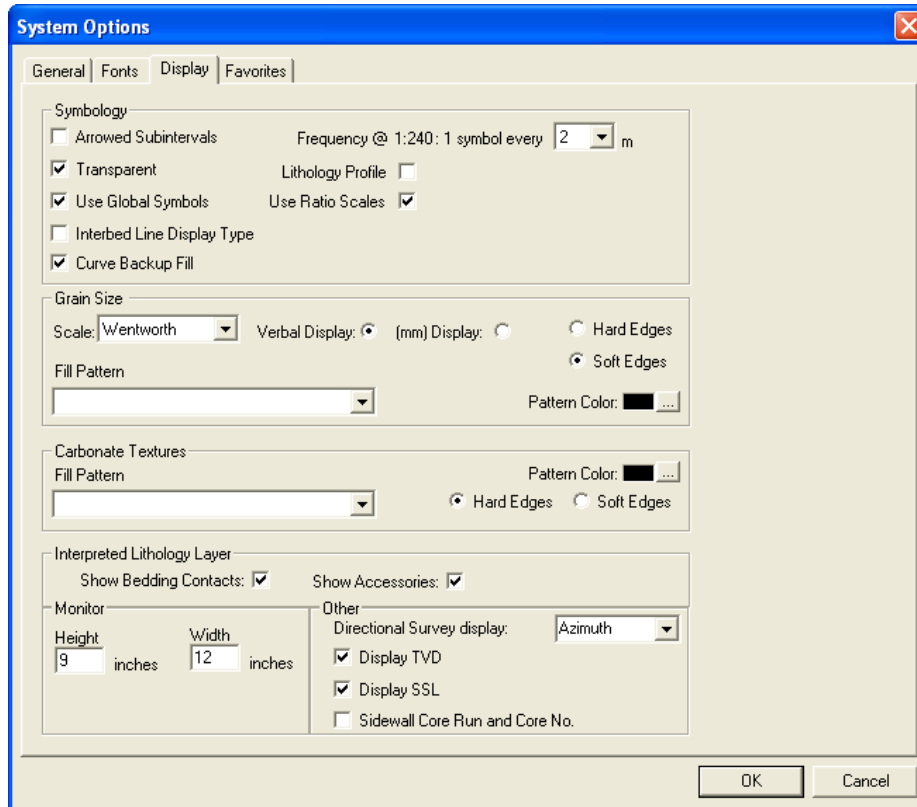 System Options
General Fonts Display Favorites
Symbology
Arrowed Subintervals Frequency @ 1:240 : 1 symbol every 2 m
Transparent Lithology Profile
Use Global Symbols Use Ratio Scales
Interbed Line Display Type
Curve Backup Fill
Grain Size
Scale: Wentworth Verbal Display: (mm) Display: Hard Edges
Soft Edges
Fill Pattern
Pattern Color: ...
Carbonate Textures
Fill Pattern Pattern Color: ...
Hard Edges Soft Edges
Interpreted Lithology Layer
Show Bedding Contacts: Show Accessories:
Monitor Other
Directional Survey display: Azimuth
Height Width
9 inches 12 inches
Display TVD
Display SSL
Sidewall Core Run and Core No.
OK Cancel